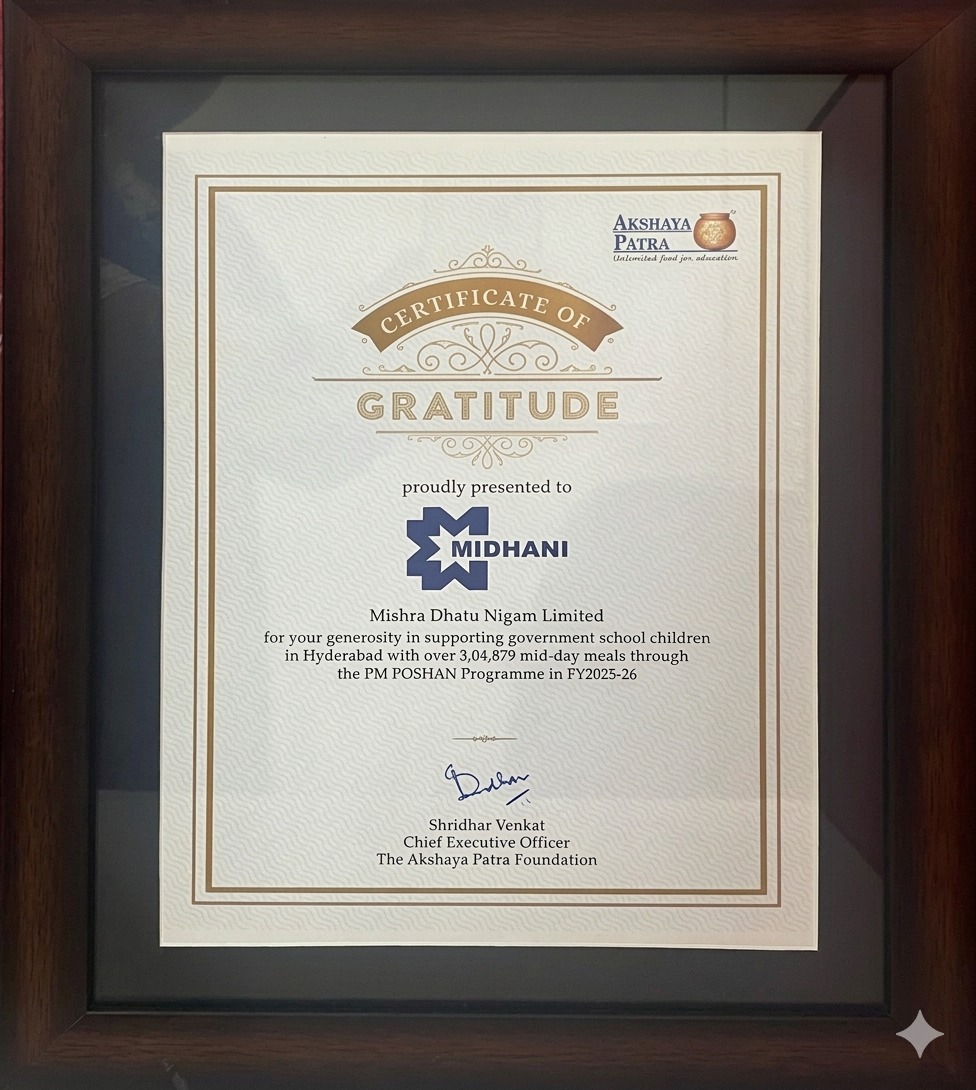 AKSHAYA
PATRA
Unlimited food for education
CERTIFICATE OF
GRATITUDE
proudly presented to
MIDHANI
Mishra Dhatu Nigam Limited
for your generosity in supporting government school children
in Hyderabad with over 3,04,879 mid-day meals through
the PM POSHAN Programme in FY2025-26
Shridhar Venkat
Chief Executive Officer
The Akshaya Patra Foundation